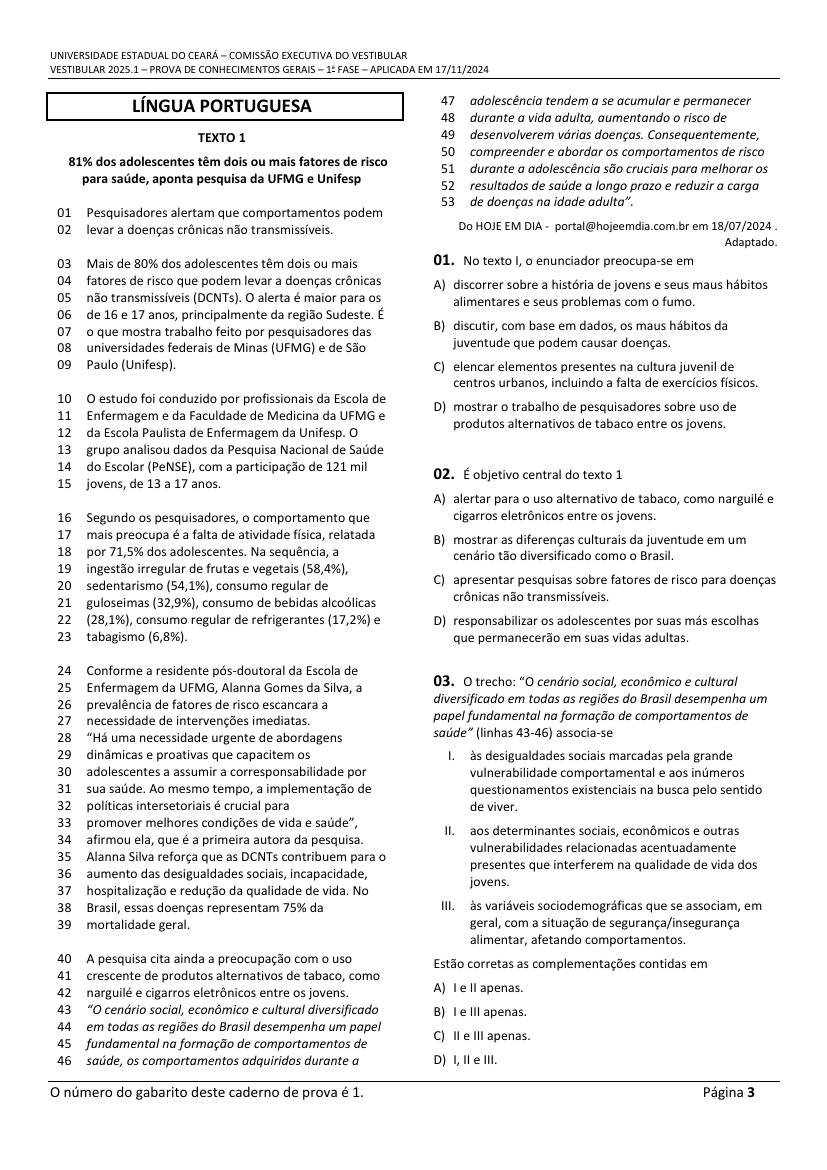 UNIVERSIDADE ESTADUAL DO CEARÁ – COMISSÃO EXECUTIVA DO VESTIBULAR
VESTIBULAR 2025.1 – PROVA DE CONHECIMENTOS GERAIS – 1ª FASE – APLICADA EM 17/11/2024
LÍNGUA PORTUGUESA
TEXTO 1
81% dos adolescentes têm dois ou mais fatores de risco
para saúde, aponta pesquisa da UFMG e Unifesp
01 Pesquisadores alertam que comportamentos podem
02 levar a doenças crônicas não transmissíveis.
03 Mais de 80% dos adolescentes têm dois ou mais
04 fatores de risco que podem levar a doenças crônicas
05 não transmissíveis (DCNTs). O alerta é maior para os
06 de 16 e 17 anos, principalmente da região Sudeste. É
07 o que mostra trabalho feito por pesquisadores das
08 universidades federais de Minas (UFMG) e de São
09 Paulo (Unifesp).
10 O estudo foi conduzido por profissionais da Escola de
11 Enfermagem e da Faculdade de Medicina da UFMG e
12 da Escola Paulista de Enfermagem da Unifesp. O
13 grupo analisou dados da Pesquisa Nacional de Saúde
14 do Escolar (PeNSE), com a participação de 121 mil
15 jovens, de 13 a 17 anos.
16 Segundo os pesquisadores, o comportamento que
17 mais preocupa é a falta de atividade física, relatada
18 por 71,5% dos adolescentes. Na sequência, a
19 ingestão irregular de frutas e vegetais (58,4%),
20 sedentarismo (54,1%), consumo regular de
21 guloseimas (32,9%), consumo de bebidas alcoólicas
22 (28,1%), consumo regular de refrigerantes (17,2%) e
23 tabagismo (6,8%).
24 Conforme a residente pós-doutoral da Escola de
25 Enfermagem da UFMG, Alanna Gomes da Silva, a
26 prevalência de fatores de risco escancara a
27 necessidade de intervenções imediatas.
28 “Há uma necessidade urgente de abordagens
29 dinâmicas e proativas que capacitem os
30 adolescentes a assumir a corresponsabilidade por
31 sua saúde. Ao mesmo tempo, a implementação de
32 políticas intersetoriais é crucial para
33 promover melhores condições de vida e saúde”,
34 afirmou ela, que é a primeira autora da pesquisa.
35 Alanna Silva reforça que as DCNTs contribuem para o
36 aumento das desigualdades sociais, incapacidade,
37 hospitalização e redução da qualidade de vida. No
38 Brasil, essas doenças representam 75% da
39 mortalidade geral.
40 A pesquisa cita ainda a preocupação com o uso
41 crescente de produtos alternativos de tabaco, como
42 narguilé e cigarros eletrônicos entre os jovens.
43 “O cenário social, econômico e cultural diversificado
44 em todas as regiões do Brasil desempenha um papel
45 fundamental na formação de comportamentos de
46 saúde, os comportamentos adquiridos durante a
47 adolescência tendem a se acumular e permanecer
48 durante a vida adulta, aumentando o risco de
49 desenvolverem várias doenças. Consequentemente,
50 compreender e abordar os comportamentos de risco
51 durante a adolescência são cruciais para melhorar os
52 resultados de saúde a longo prazo e reduzir a carga
53 de doenças na idade adulta”.
Do HOJE EM DIA - portal@hojeemdia.com.br em 18/07/2024 .
Adaptado.
01. No texto I, o enunciador preocupa-se em
A) discorrer sobre a história de jovens e seus maus hábitos
alimentares e seus problemas com o fumo.
B) discutir, com base em dados, os maus hábitos da
juventude que podem causar doenças.
C) elencar elementos presentes na cultura juvenil de
centros urbanos, incluindo a falta de exercícios físicos.
D) mostrar o trabalho de pesquisadores sobre uso de
produtos alternativos de tabaco entre os jovens.
02. É objetivo central do texto 1
A) alertar para o uso alternativo de tabaco, como narguilé e
cigarros eletrônicos entre os jovens.
B) mostrar as diferenças culturais da juventude em um
cenário tão diversificado como o Brasil.
C) apresentar pesquisas sobre fatores de risco para doenças
crônicas não transmissíveis.
D) responsabilizar os adolescentes por suas más escolhas
que permanecerão em suas vidas adultas.
03. O trecho: “O cenário social, econômico e cultural
diversificado em todas as regiões do Brasil desempenha um
papel fundamental na formação de comportamentos de
saúde” (linhas 43-46) associa-se
I. às desigualdades sociais marcadas pela grande
vulnerabilidade comportamental e aos inúmeros
questionamentos existenciais na busca pelo sentido
de viver.
II. aos determinantes sociais, econômicos e outras
vulnerabilidades relacionadas acentuadamente
presentes que interferem na qualidade de vida dos
jovens.
III. às variáveis sociodemográficas que se associam, em
geral, com a situação de segurança/insegurança
alimentar, afetando comportamentos.
Estão corretas as complementações contidas em
A) I e II apenas.
B) I e III apenas.
C) II e III apenas.
D) I, II e III.
O número do gabarito deste caderno de prova é 1.
Página 3